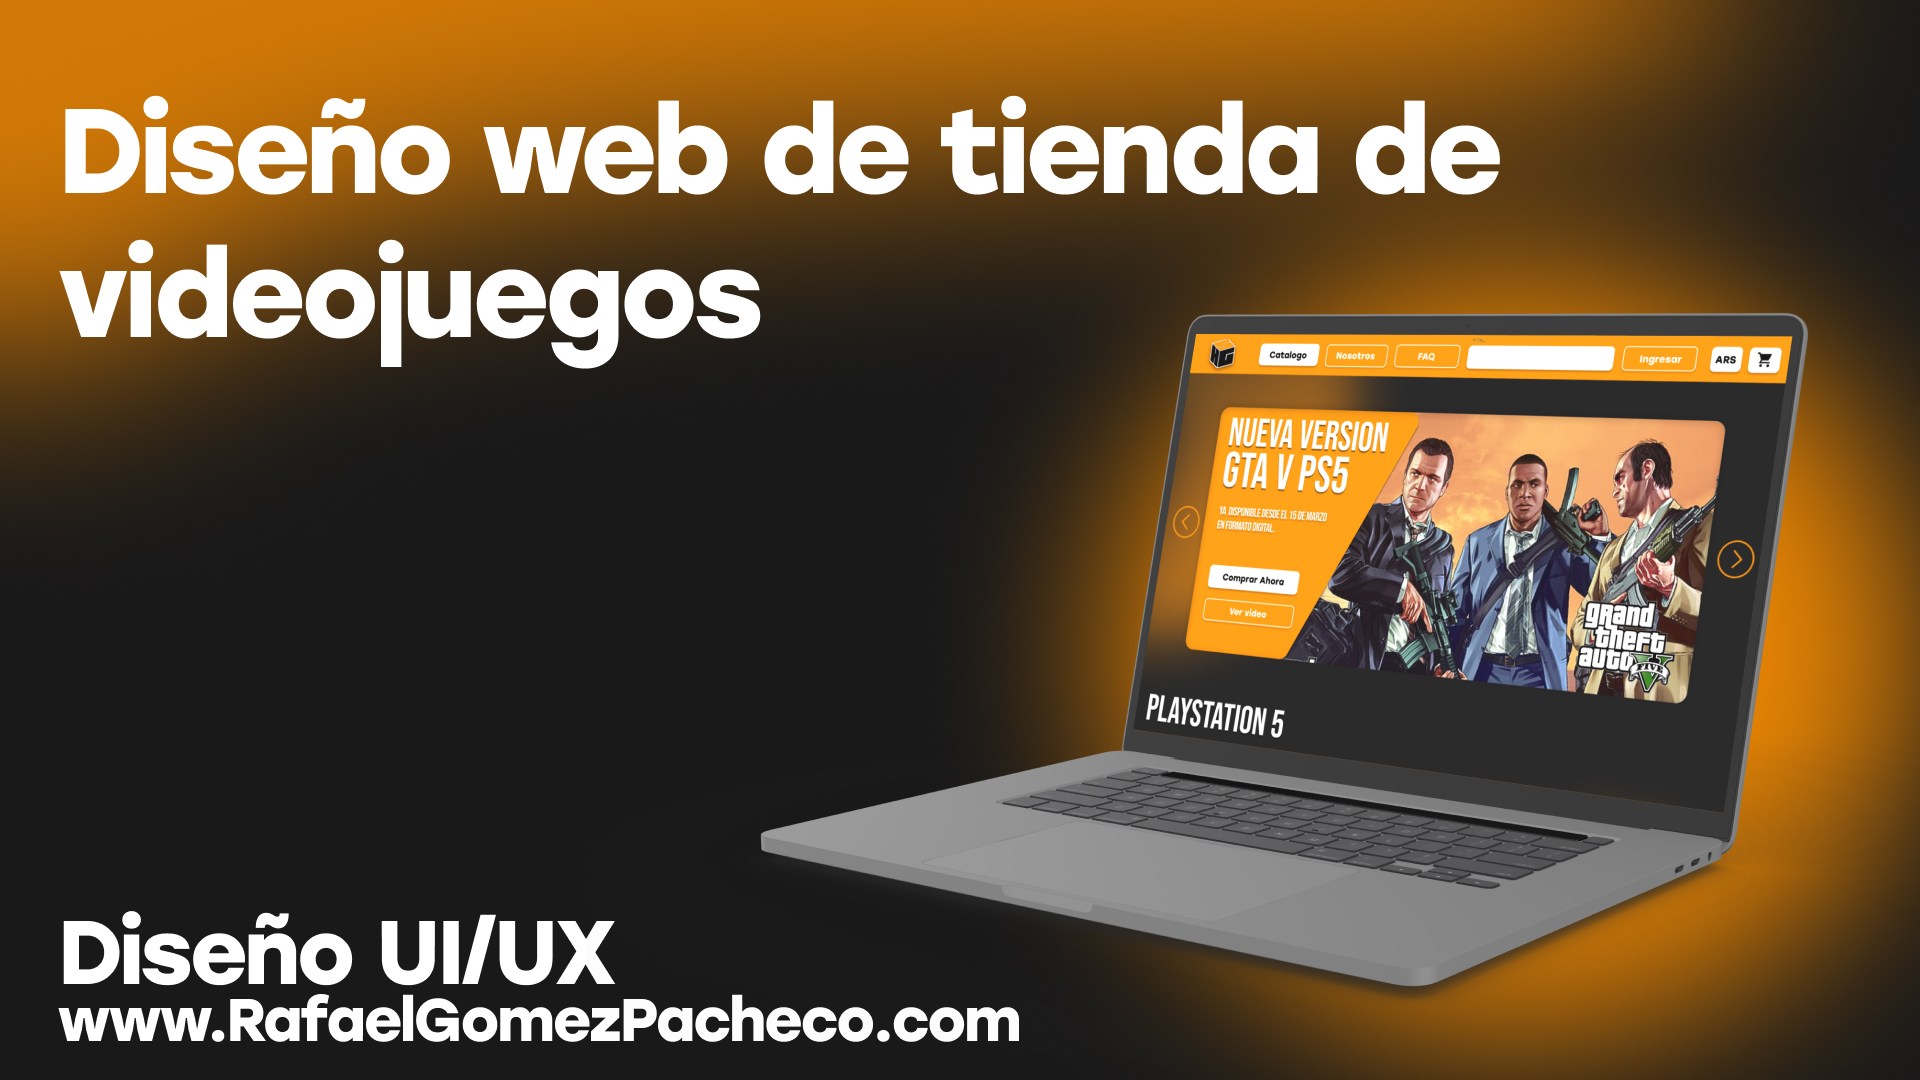 Diseño web de tienda de
videojuegos
HG
Catalogo
Nosotros
FAQ
Ingresar
ARS
NUEVA VERSION
GTA V PS5
YA DISPONIBLE DESDE EL 15 DE MARZO
EN FORMATO DIGITAL.
Comprar Ahora
Ver video
grand
theft
auto V
FIVE
PLAYSTATION 5
Diseño UI/UX
www.RafaelGomezPacheco.com